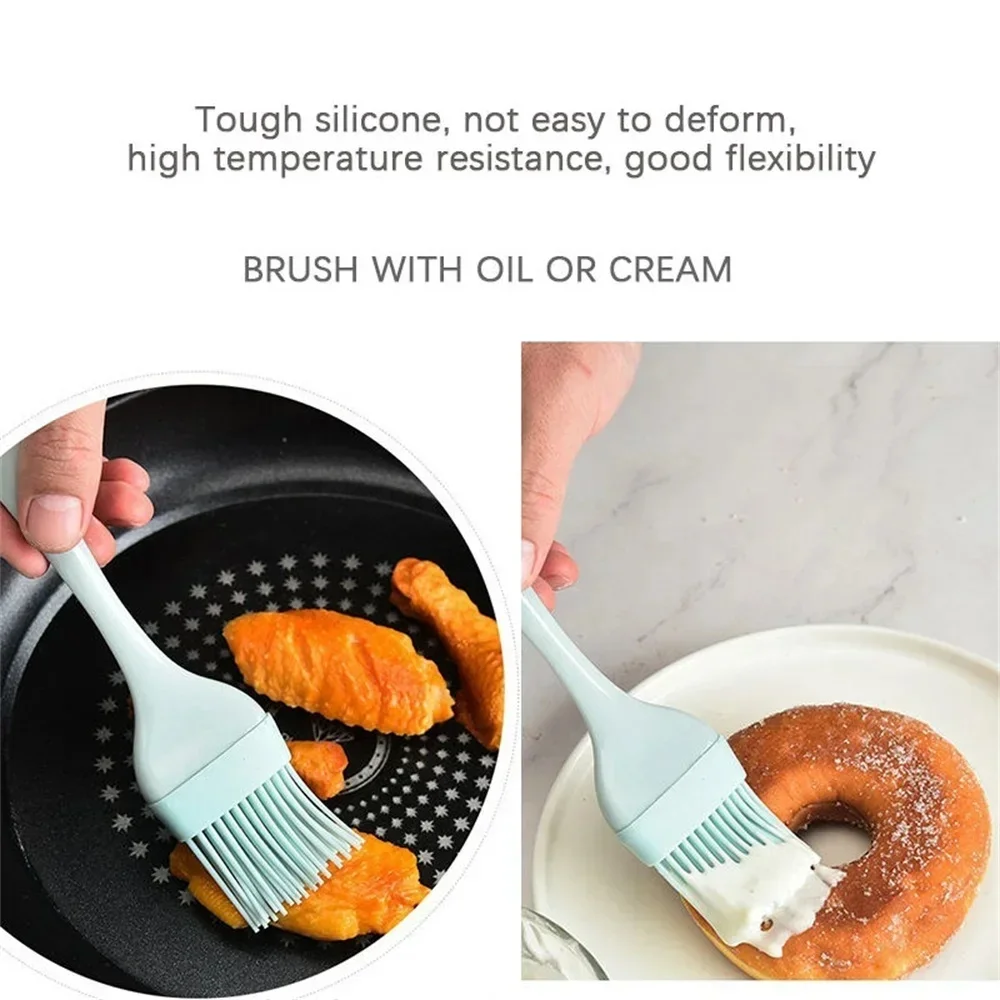 Tough silicone, not easy to deform,
high temperature resistance, good flexibility
BRUSH WITH OIL OR CREAM